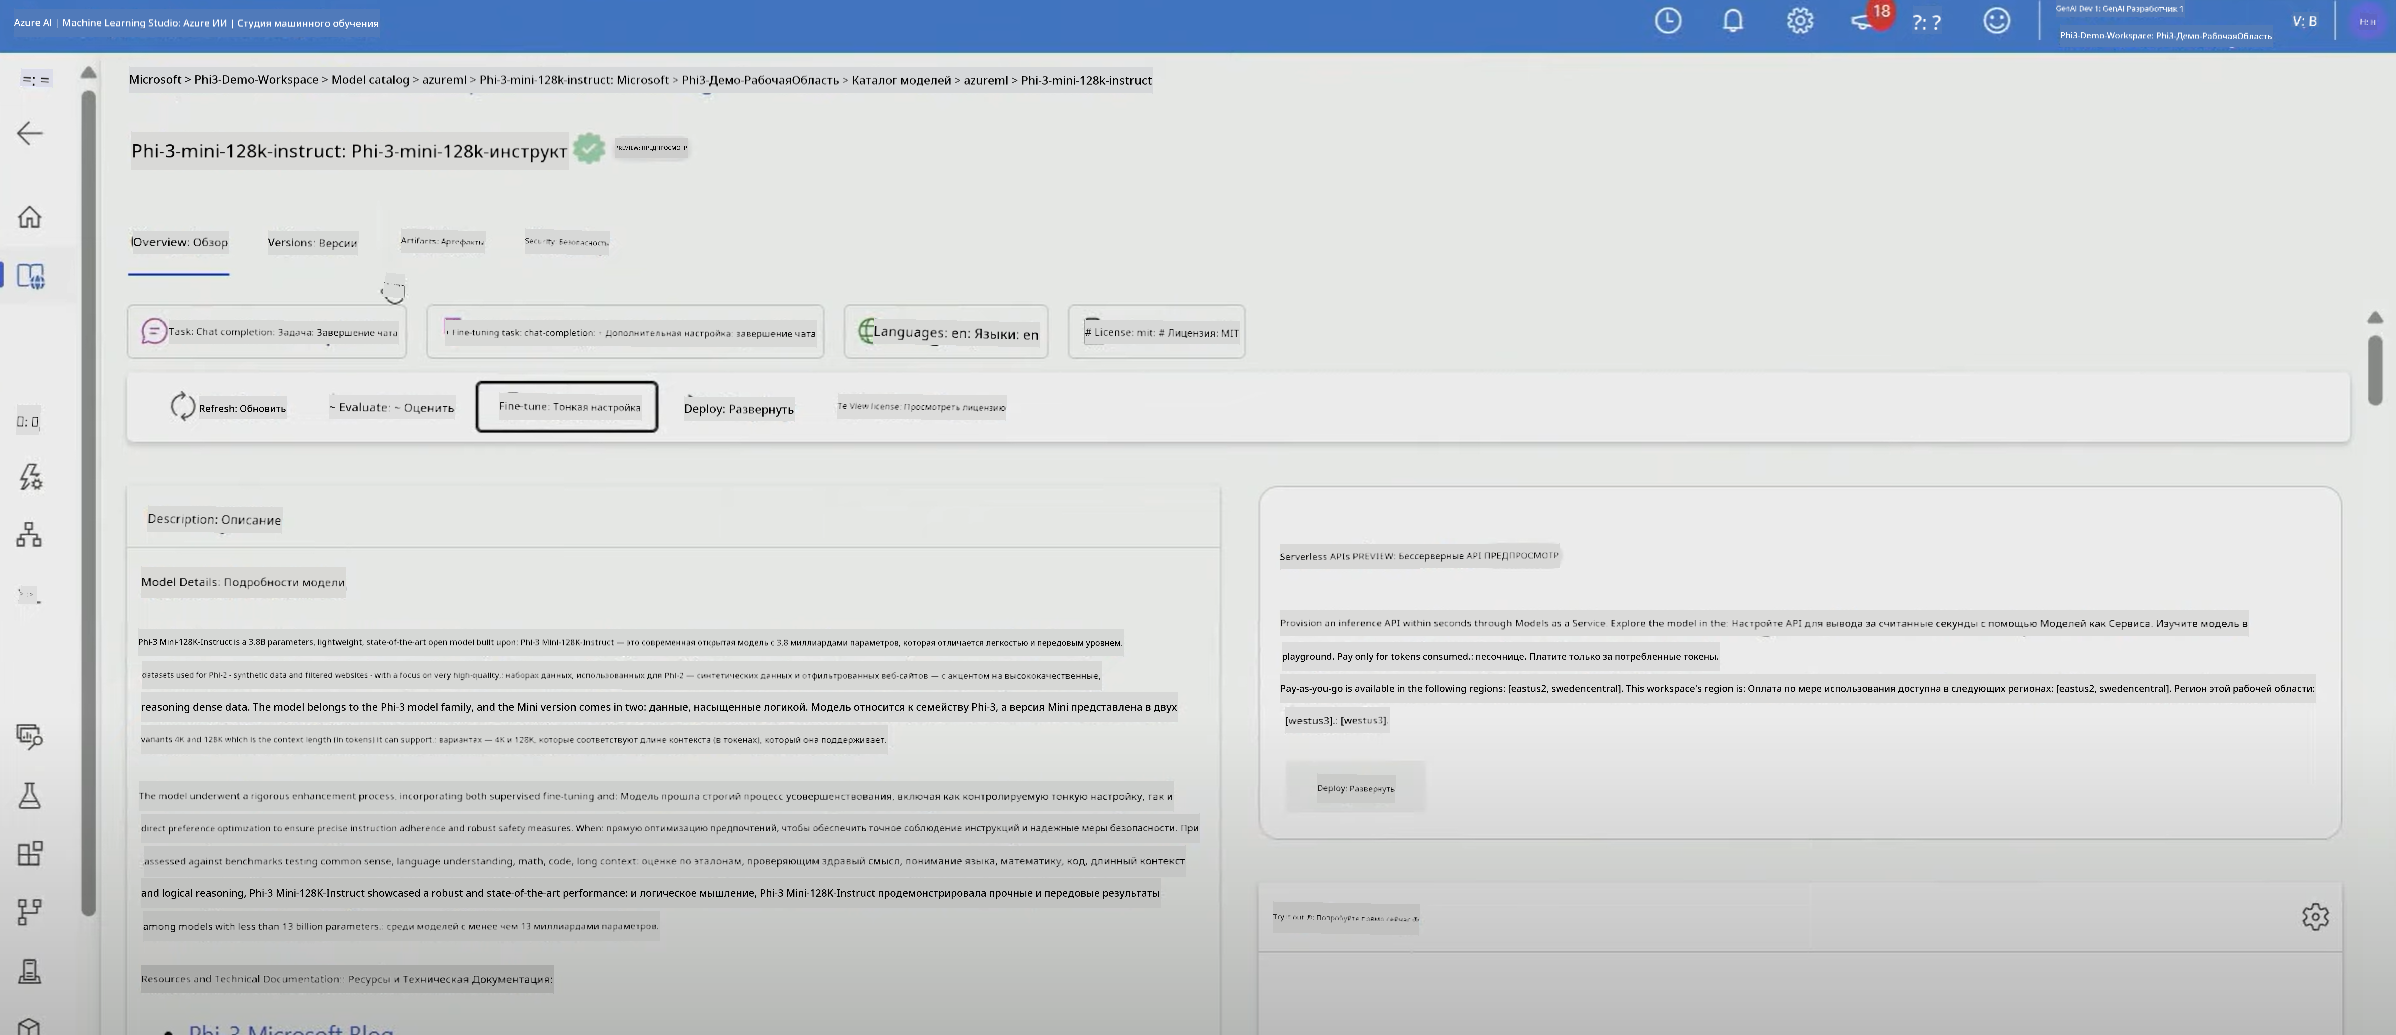 Azure AI | Machine Learning Studio: Azure ИИ | Студия машинного обучения
18
?: ?
GenAI Dev 1: GenAI Разработчик 1
Phi3-Demo-Workspace: Phi3-Демо-РабочаяОбласть
V: В
Microsoft > Phi3-Demo-Workspace > Model catalog > azureml > Phi-3-mini-128k-instruct: Microsoft > Phi3-Демо-РабочаяОбласть > Каталог моделей > azureml > Phi-3-mini-128k-instruct
Phi-3-mini-128k-instruct: Phi-3-mini-128k-инструкт
PREVIEW: ПРЕДПРОСМОТР
Overview: Обзор
Versions: Версии
Artifacts: Артефакты
Security: Безопасность
Task: Chat completion: Задача: Завершение чата
Fine-tuning task: chat-completion: · Дополнительная настройка: завершение чата
Languages: en: Языки: en
# License: mit: # Лицензия: MIT
Refresh: Обновить
~ Evaluate: ~ Оценить
Fine-tune: Тонкая настройка
Deploy: Развернуть
Te View license: Просмотреть лицензию
Description: Описание
Model Details: Подробности модели
Phi-3 Mini-128K-Instruct is a 3.8B parameters, lightweight, state-of-the-art open model built upon: Phi-3 Mini-128K-Instruct — это современная открытая модель с 3,8 миллиардами параметров, которая отличается легкостью и передовым уровнем.
datasets used for Phi-2 - synthetic data and filtered websites - with a focus on very high-quality,: наборах данных, использованных для Phi-2 — синтетических данных и отфильтрованных веб-сайтов — с акцентом на высококачественные,
reasoning dense data. The model belongs to the Phi-3 model family, and the Mini version comes in two: данные, насыщенные логикой. Модель относится к семейству Phi-3, а версия Mini представлена в двух
variants 4K and 128K which is the context length (in tokens) it can support.: вариантах — 4K и 128K, которые соответствуют длине контекста (в токенах), который она поддерживает.
The model underwent a rigorous enhancement process, incorporating both supervised fine-tuning and: Модель прошла строгий процесс усовершенствования, включая как контролируемую тонкую настройку, так и
direct preference optimization to ensure precise instruction adherence and robust safety measures. When: прямую оптимизацию предпочтений, чтобы обеспечить точное соблюдение инструкций и надежные меры безопасности. При
assessed against benchmarks testing common sense, language understanding, math, code, long context: оценке по эталонам, проверяющим здравый смысл, понимание языка, математику, код, длинный контекст
and logical reasoning, Phi-3 Mini-128K-Instruct showcased a robust and state-of-the-art performance: и логическое мышление, Phi-3 Mini-128K-Instruct продемонстрировала прочные и передовые результаты
among models with less than 13 billion parameters.: среди моделей с менее чем 13 миллиардами параметров.
Resources and Technical Documentation:: Ресурсы и Техническая Документация:
Phi-3 Microsoft Blog
Serverless APIs PREVIEW: Бессерверные API ПРЕДПРОСМОТР
Provision an inference API within seconds through Models as a Service. Explore the model in the: Настройте API для вывода за считанные секунды с помощью Моделей как Сервиса. Изучите модель в
playground. Pay only for tokens consumed.: песочнице. Платите только за потребленные токены.
Pay-as-you-go is available in the following regions: [eastus2, swedencentral]. This workspace's region is: Оплата по мере использования доступна в следующих регионах: [eastus2, swedencentral]. Регион этой рабочей области:
[westus3].: [westus3].
Deploy: Развернуть